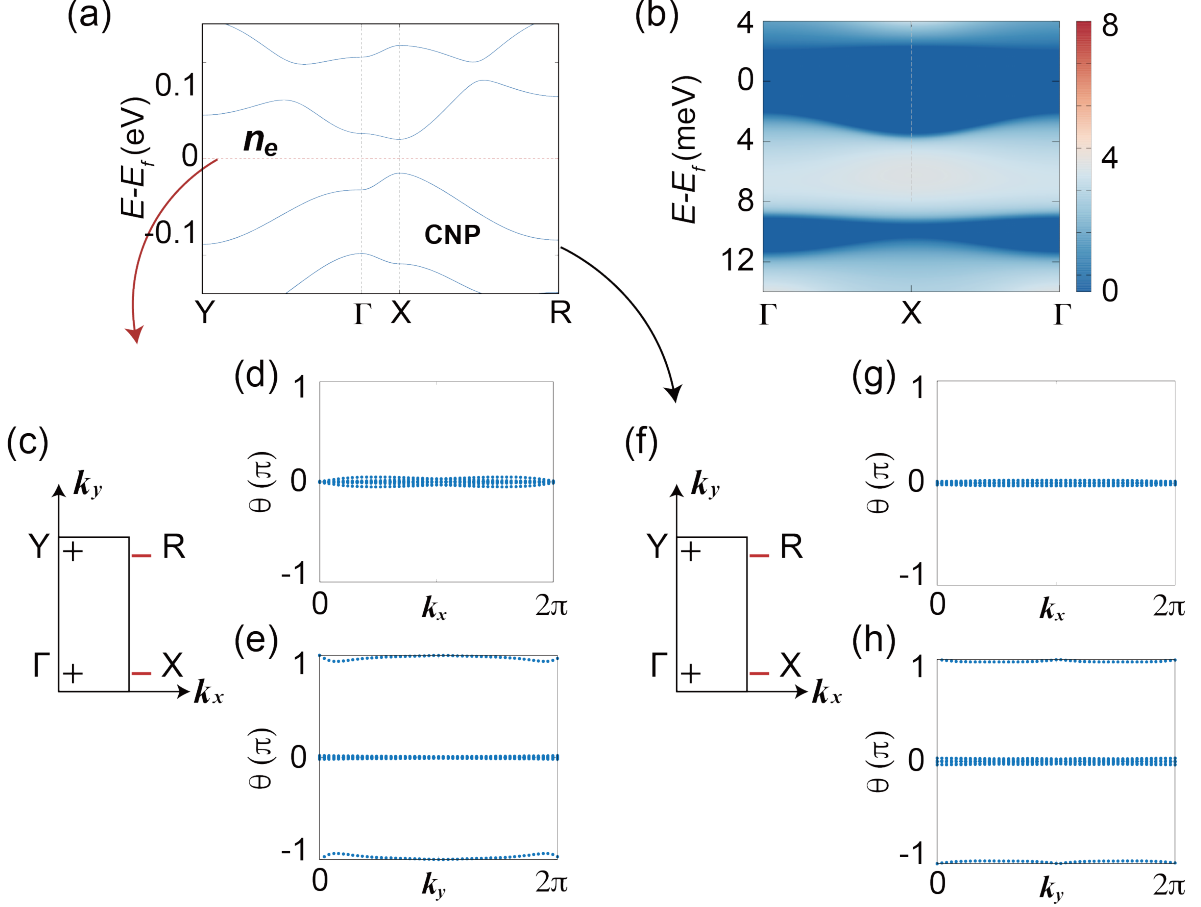 (a)
E-E_f (eV)
0.1
0
-0.1
n_e
CNP
Y Γ X R
(b)
E-E_f (meV)
4
0
4
8
12
Γ X Γ
8
4
0
(c)
k_y
Y + − R
Γ + − X
k_x
(d)
θ (π)
1
0
-1
0 k_x 2π
(e)
θ (π)
1
0
-1
0 k_y 2π
(f)
k_y
Y + − R
Γ + − X
k_x
(g)
θ (π)
1
0
-1
0 k_x 2π
(h)
θ (π)
1
0
-1
0 k_y 2π